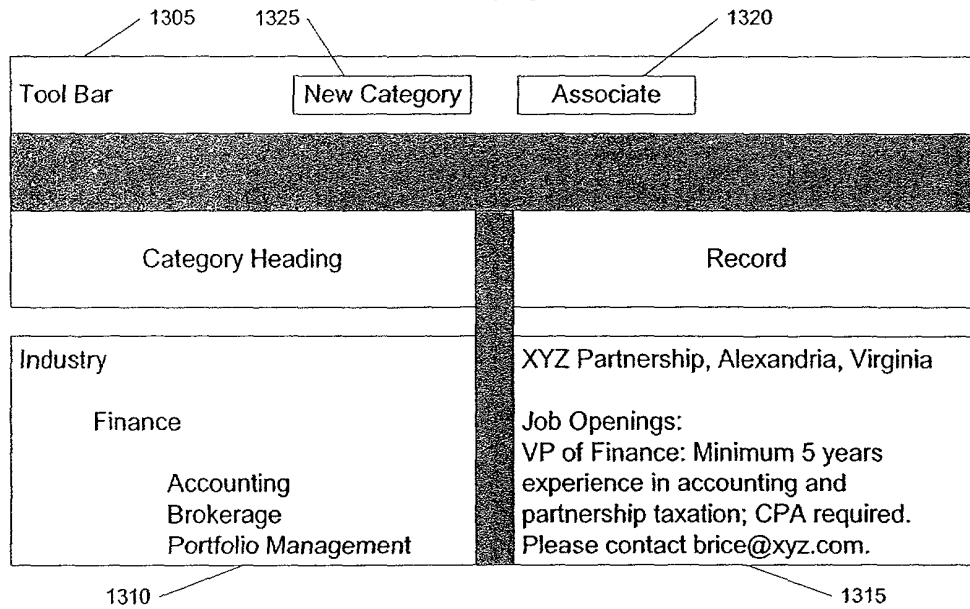 1305
1325
1320
Tool Bar
New Category
Associate
Category Heading
Record
Industry
Finance
Accounting
Brokerage
Portfolio Management
XYZ Partnership, Alexandria, Virginia
Job Openings:
VP of Finance: Minimum 5 years
experience in accounting and
partnership taxation; CPA required.
Please contact brice@xyz.com.
1310
1315